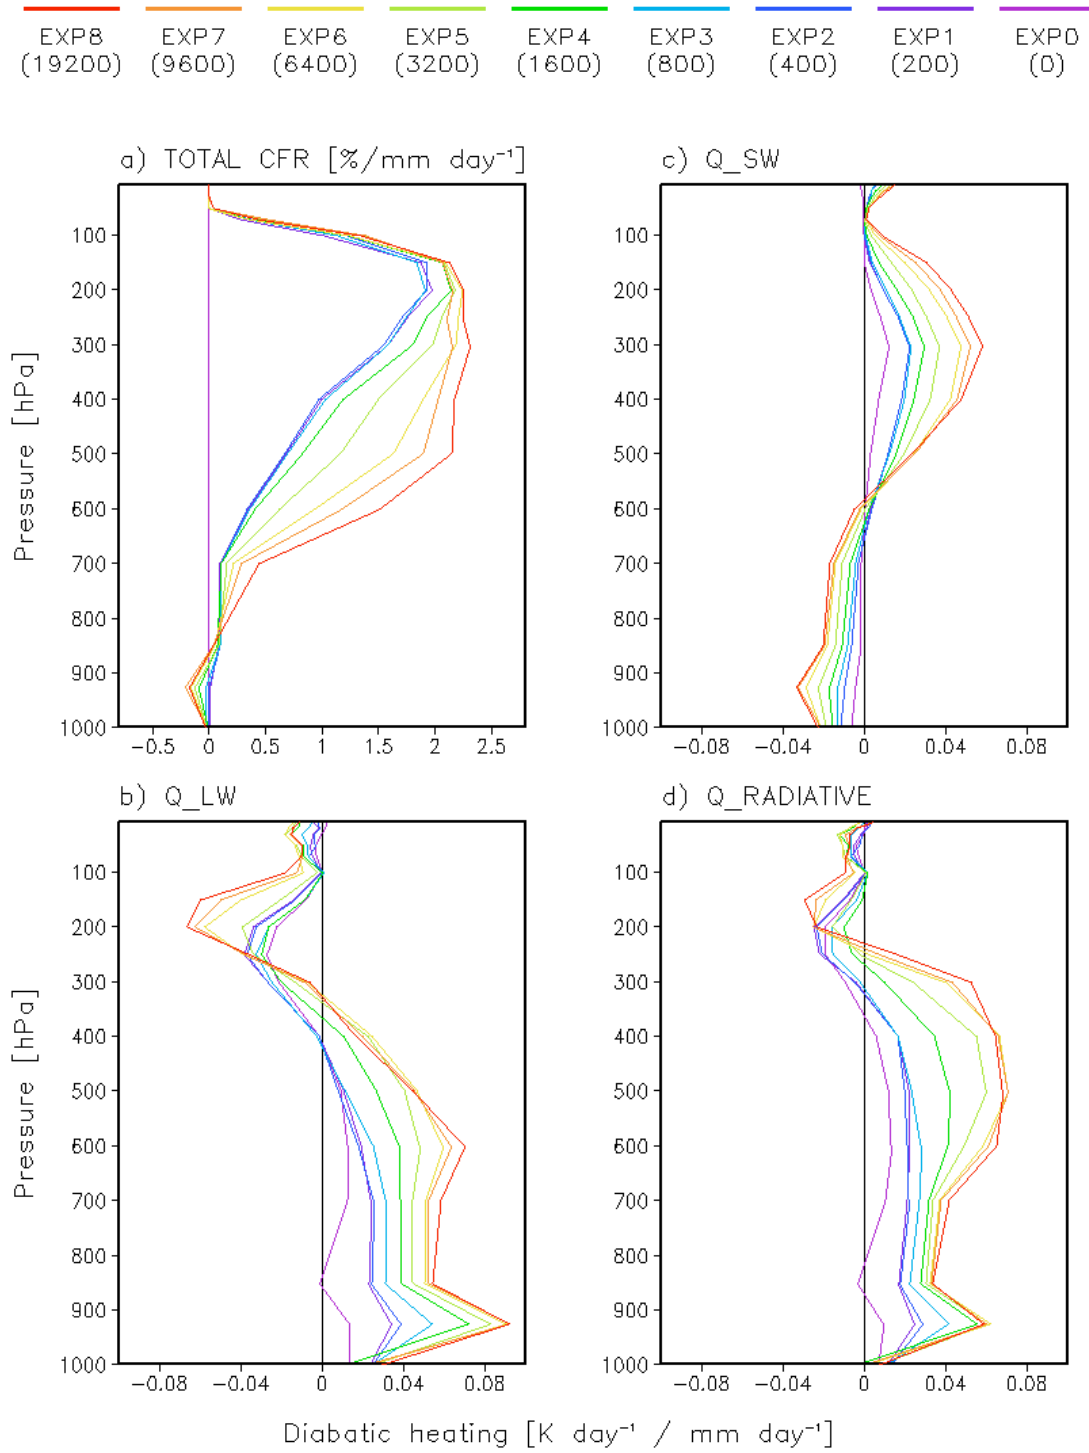 EXP8 EXP7 EXP6 EXP5 EXP4 EXP3 EXP2 EXP1 EXP0
(19200) (9600) (6400) (3200) (1600) (800) (400) (200) (0)
a) TOTAL CFR [%/mm day⁻¹]
c) Q_SW
100 100
200 200
300 300
400 400
500 500
600 600
700 700
800 800
900 900
1000 1000
Pressure [hPa]
−0.5 0 0.5 1 1.5 2 2.5
−0.08 −0.04 0 0.04 0.08
b) Q_LW
d) Q_RADIATIVE
100 100
200 200
300 300
400 400
500 500
600 600
700 700
800 800
900 900
1000 1000
Pressure [hPa]
−0.08 −0.04 0 0.04 0.08
−0.08 −0.04 0 0.04 0.08
Diabatic heating [K day⁻¹ / mm day⁻¹]